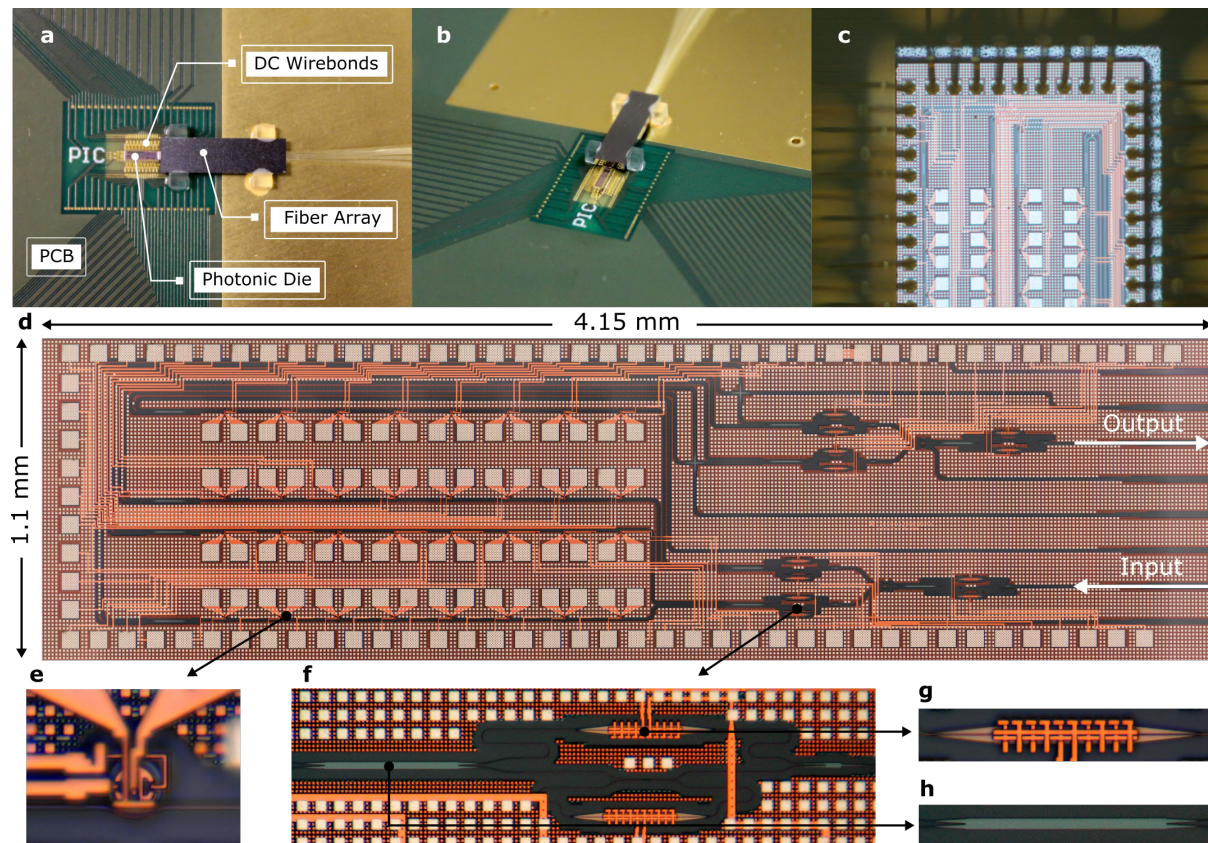 a
DC Wirebonds
PIC
Fiber Array
PCB
Photonic Die
b
PIC
c
d
4.15 mm
1.1 mm
Output
Input
e
f
g
h